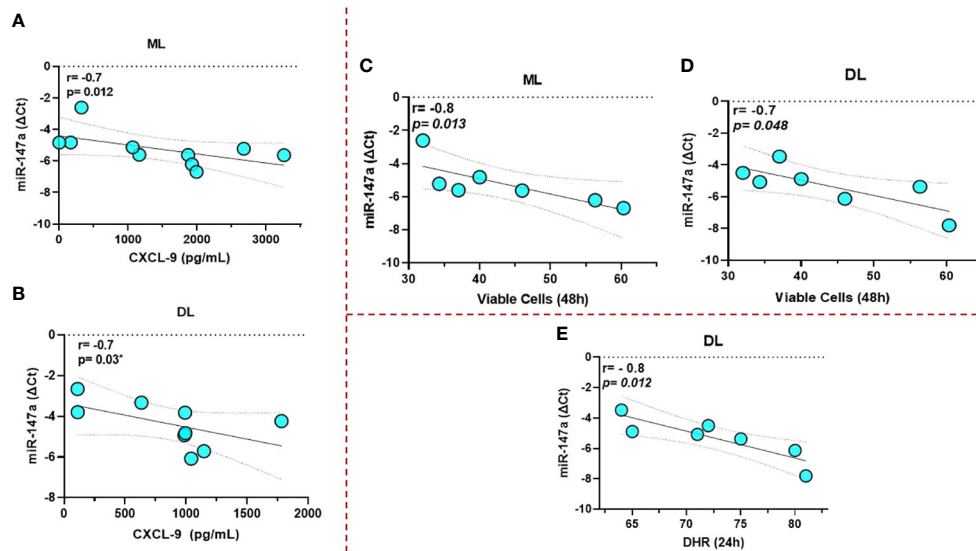 A
ML
r= -0.7
p= 0.012
0
-2
-4
-6
-8
-10
miR-147a (ΔCt)
0 1000 2000 3000
CXCL-9 (pg/mL)
B
DL
r= -0.7
p= 0.03*
0
-2
-4
-6
-8
miR-147a (ΔCt)
0 500 1000 1500 2000
CXCL-9 (pg/mL)
C
ML
r= -0.8
p= 0.013
0
-2
-4
-6
-8
-10
miR-147a (ΔCt)
30 40 50 60
Viable Cells (48h)
D
DL
r= -0.7
p= 0.048
0
-2
-4
-6
-8
-10
miR-147a (ΔCt)
30 40 50 60
Viable Cells (48h)
E
DL
r= - 0.8
p= 0.012
0
-2
-4
-6
-8
-10
miR-147a (ΔCt)
65 70 75 80
DHR (24h)